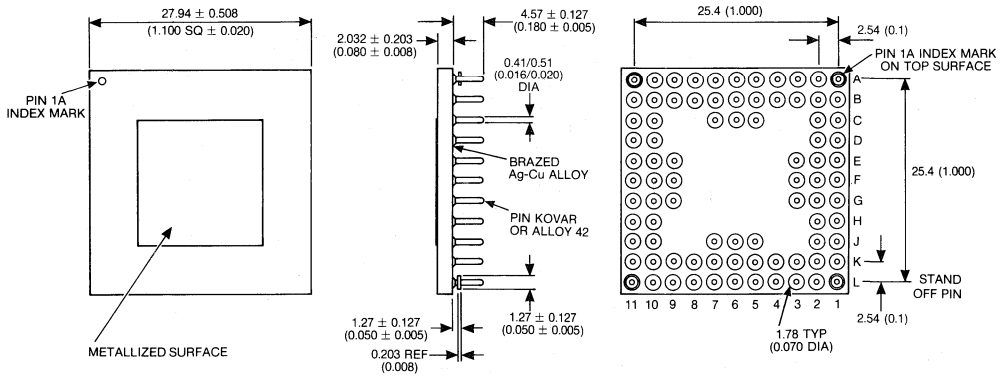 27.94 ± 0.508
(1.100 SQ ± 0.020)
PIN 1A
INDEX MARK
METALLIZED SURFACE
4.57 ± 0.127
(0.180 ± 0.005)
2.032 ± 0.203
(0.080 ± 0.008)
0.41/0.51
(0.016/0.020)
DIA
BRAZED
Ag-Cu ALLOY
PIN KOVAR
OR ALLOY 42
1.27 ± 0.127
(0.050 ± 0.005)
1.27 ± 0.127
(0.050 ± 0.005)
0.203 REF
(0.008)
25.4 (1.000)
2.54 (0.1)
PIN 1A INDEX MARK
ON TOP SURFACE
A
B
C
D
E
F
G
H
J
K
L
25.4 (1.000)
STAND
OFF PIN
2.54 (0.1)
11 10 9 8 7 6 5 4 3 2 1
1.78 TYP
(0.070 DIA)